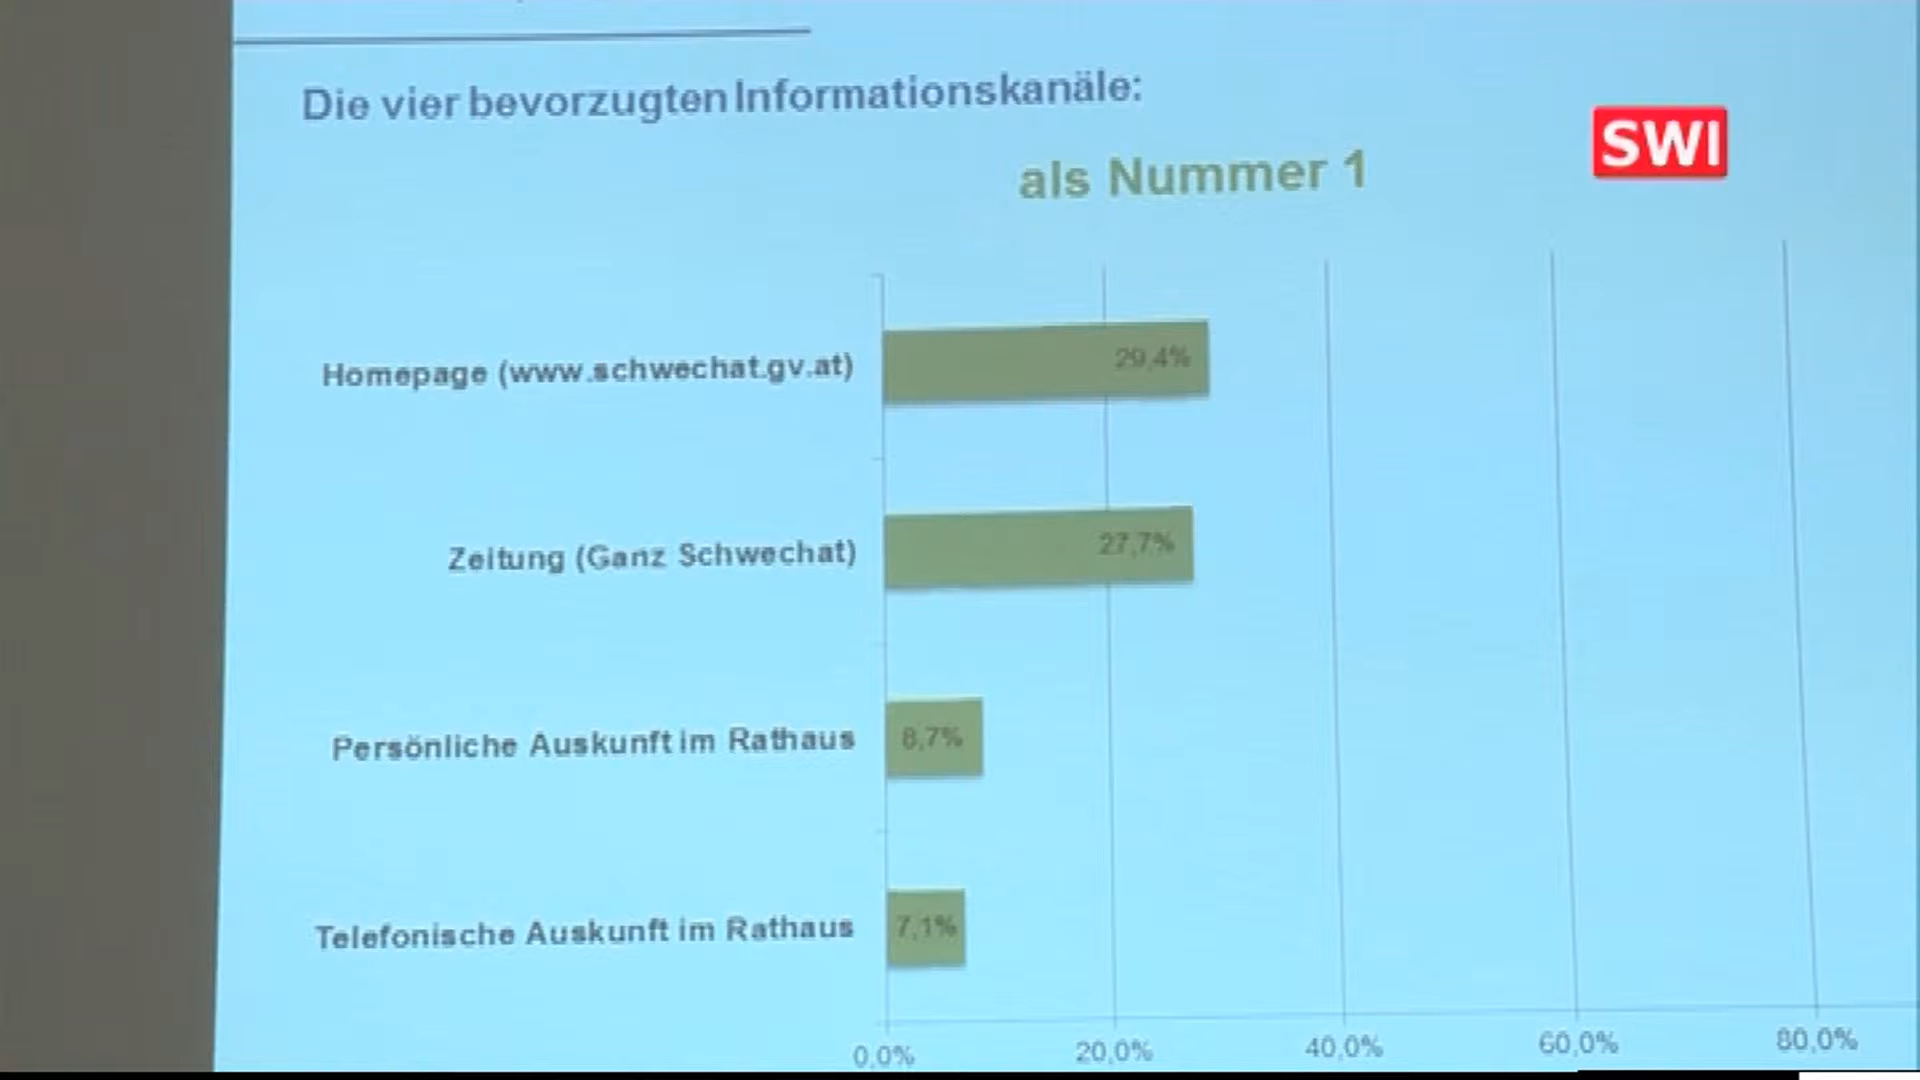 Die vier bevorzugten Informationskanäle:
SWI
als Nummer 1
Homepage (www.schwechat.gv.at)
29,4%
Zeitung (Ganz Schwechat)
27,7%
Persönliche Auskunft im Rathaus
8,7%
Telefonische Auskunft im Rathaus
7,1%
0,0% 20,0% 40,0% 60,0% 80,0%